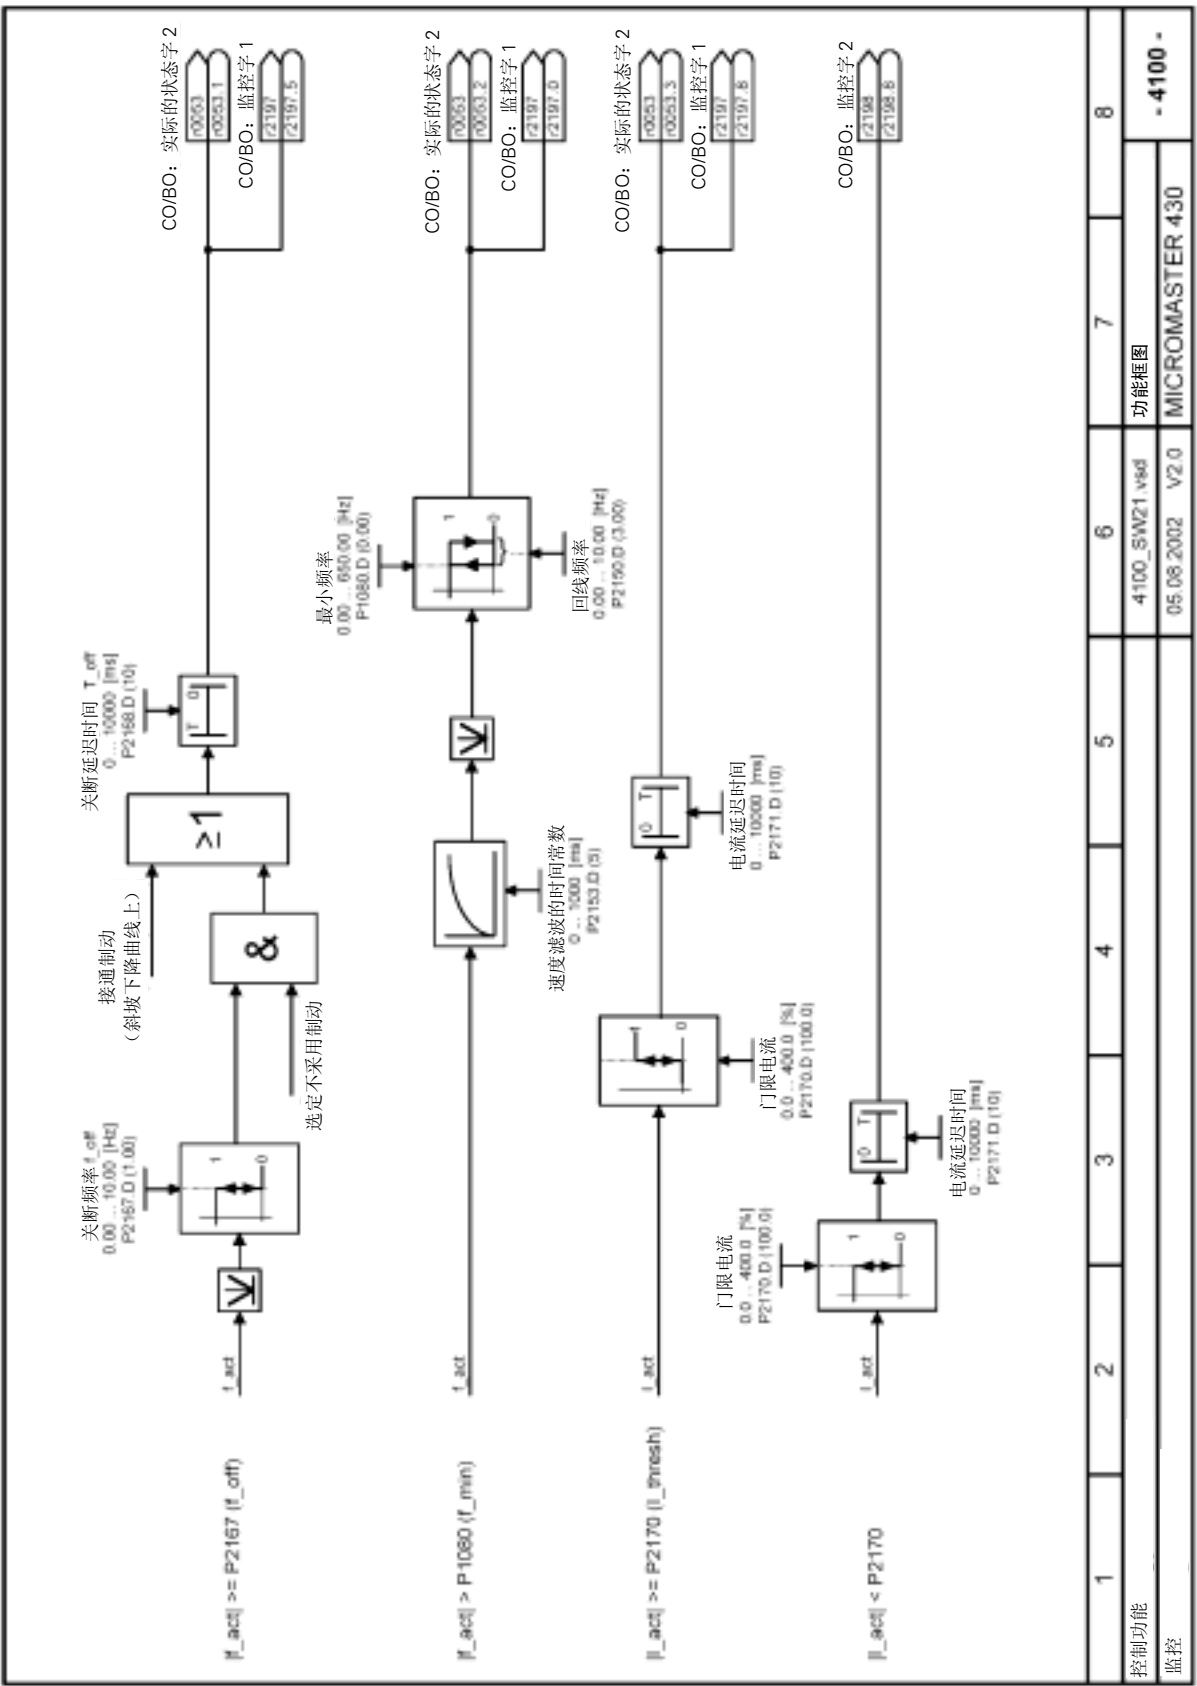 |f_act| >= P2167 (f_off)
f_act
关断频率 f_off
0.00 ... 10.00 [Hz]
P2167.D (1.00)
1
0
选定不采用制动
&
接通制动
（斜坡下降曲线上）
≥1
关断延迟时间 T_off
0 ... 10000 [ms]
P2168.D (10)
T 0
CO/BO：实际的状态字 2
r0053
r0053.1
CO/BO：监控字 1
r2197
r2197.5
|f_act| > P1080 (f_min)
f_act
速度滤波的时间常数
0 ... 1000 [ms]
P2153.D (5)
最小频率
0.00 ... 650.00 [Hz]
P1080.D (0.00)
1
0
回线频率
0.00 ... 10.00 [Hz]
P2150.D (3.00)
CO/BO：实际的状态字 2
r0053
r0053.2
CO/BO：监控字 1
r2197
r2197.0
|I_act| >= P2170 (I_thresh)
I_act
1
0
门限电流
0.0 ... 400.0 [%]
P2170.D (100.0)
0 T
电流延迟时间
0 ... 10000 [ms]
P2171.D (10)
CO/BO：实际的状态字 2
r0053
r0053.3
CO/BO：监控字 1
r2197
r2197.8
|I_act| < P2170
I_act
门限电流
0.0 ... 400.0 [%]
P2170.D (100.0)
1
0
0 T
电流延迟时间
0 ... 10000 [ms]
P2171.D (10)
CO/BO：监控字 2
r2198
r2198.8
1 2 3 4 5 6 7 8
控制功能 4100_SW21.vsd 功能框图 - 4100 -
监控 05.08.2002 V2.0 MICROMASTER 430